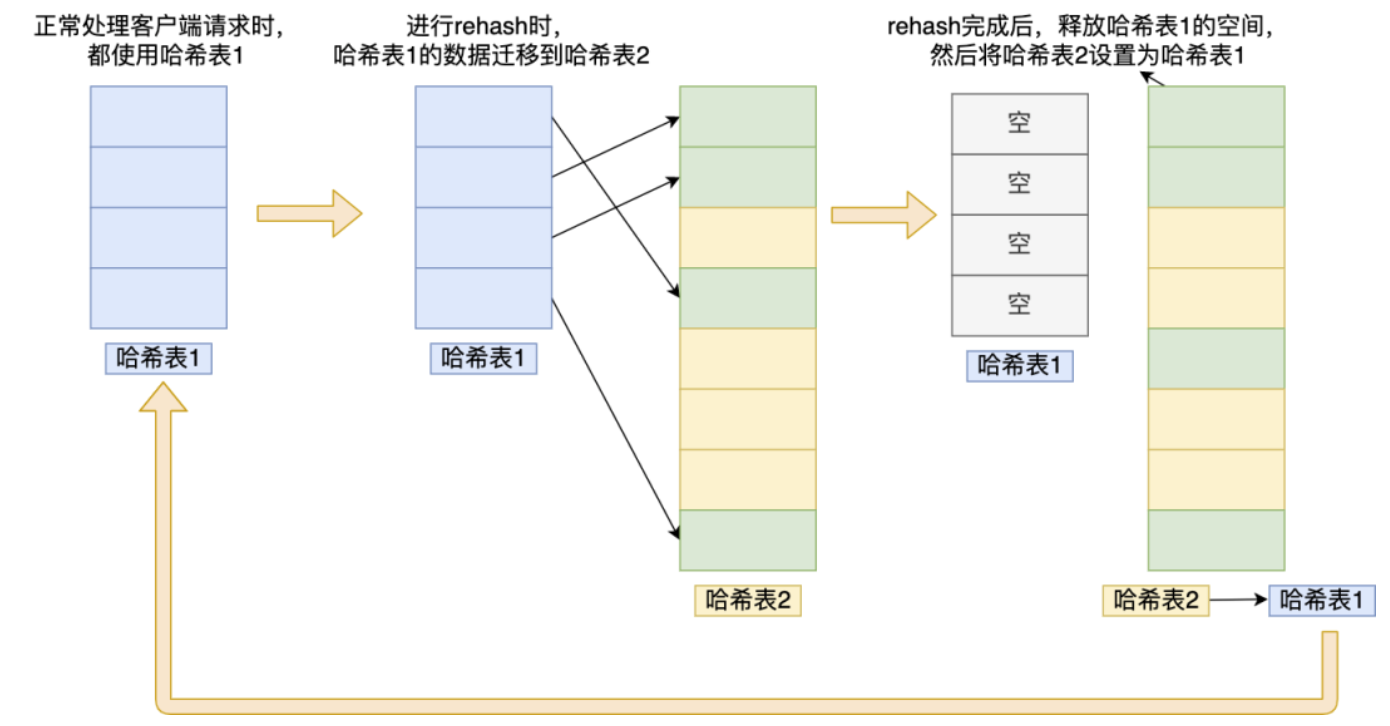 正常处理客户端请求时，
都使用哈希表1
进行rehash时，
哈希表1的数据迁移到哈希表2
rehash完成后，释放哈希表1的空间，
然后将哈希表2设置为哈希表1
空
空
空
空
哈希表1
哈希表1
哈希表1
哈希表2
哈希表2
哈希表1